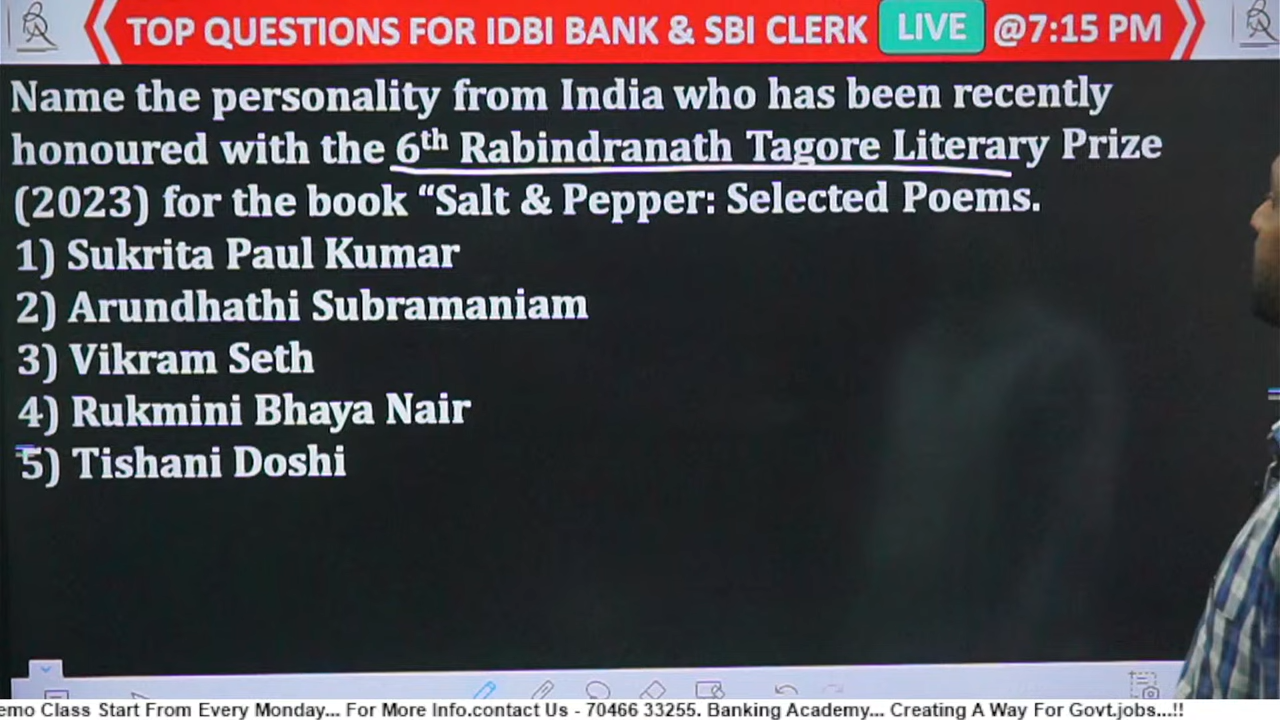 TOP QUESTIONS FOR IDBI BANK & SBI CLERK LIVE @7:15 PM
Name the personality from India who has been recently
honoured with the 6th Rabindranath Tagore Literary Prize
(2023) for the book “Salt & Pepper: Selected Poems.
1) Sukrita Paul Kumar
2) Arundhathi Subramaniam
3) Vikram Seth
4) Rukmini Bhaya Nair
5) Tishani Doshi
emo Class Start From Every Monday... For More Info.contact Us - 70466 33255. Banking Academy... Creating A Way For Govt.jobs...!!